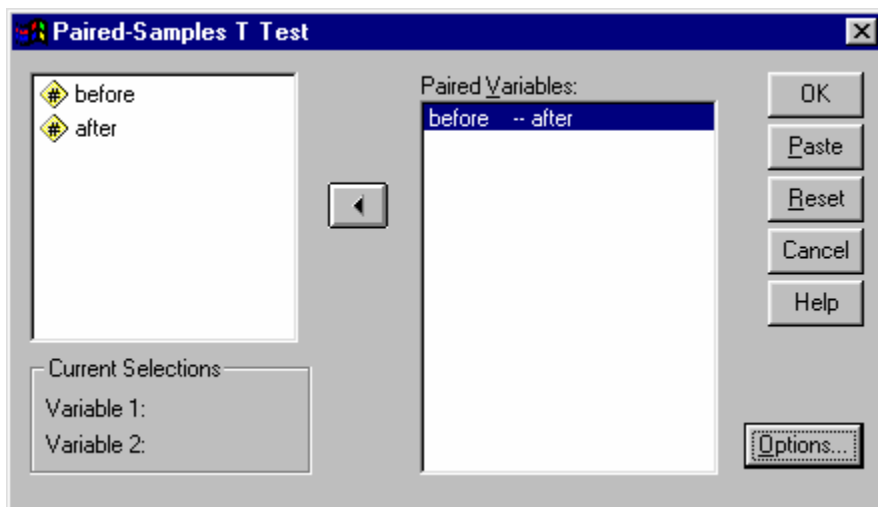 Paired-Samples T Test
before
after
Current Selections
Variable 1:
Variable 2:
Paired Variables:
before -- after
OK
Paste
Reset
Cancel
Help
Options...